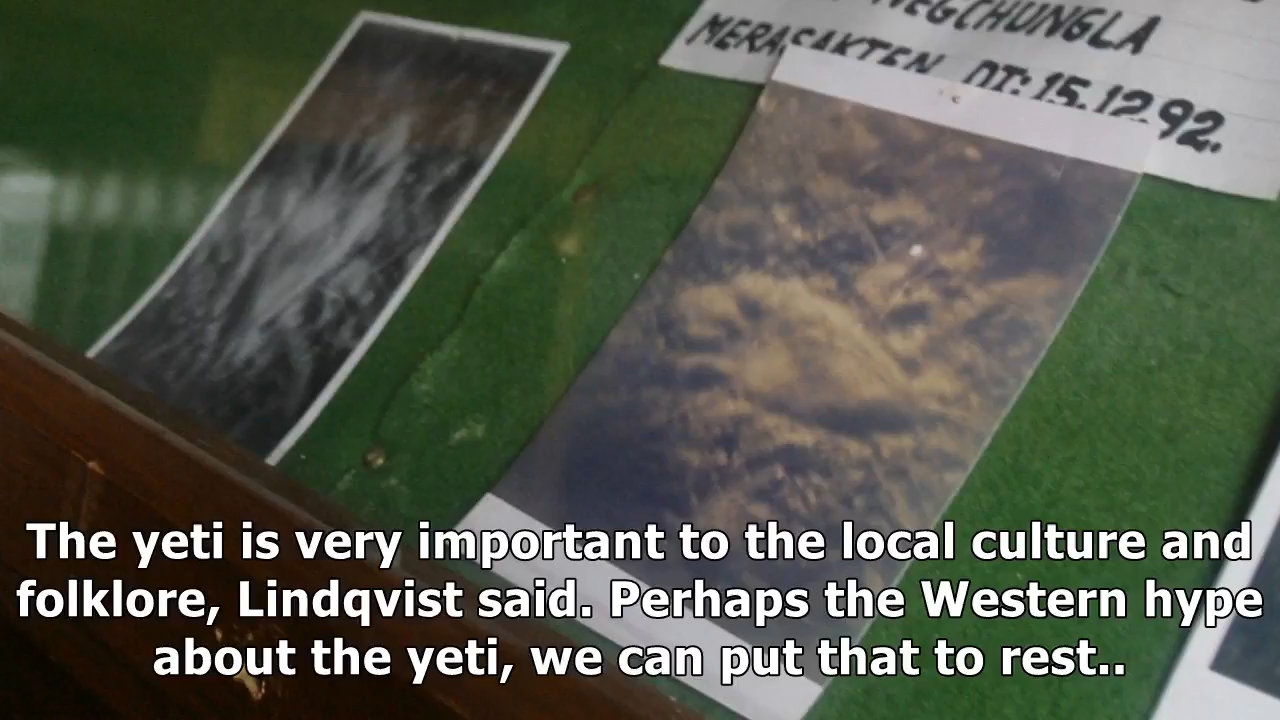 NEGCHUNGLA
MERASAKTEN DT: 15.12.92.
The yeti is very important to the local culture and
folklore, Lindqvist said. Perhaps the Western hype
about the yeti, we can put that to rest..